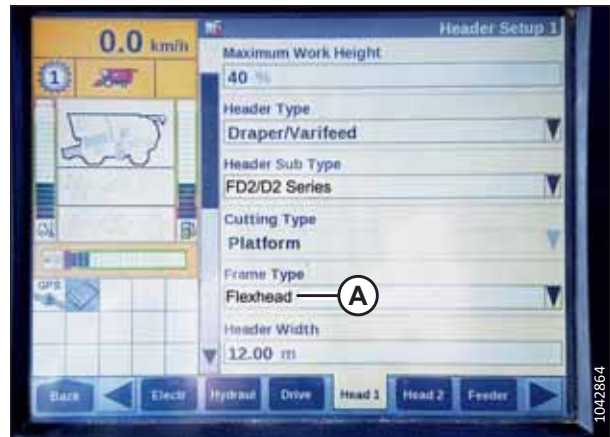 0.0 km/h
Header Setup 1
1
Maximum Work Height
40 %
Header Type
Draper/Varifeed
Header Sub Type
FD2/D2 Series
Cutting Type
Platform
Frame Type
Flexhead
A
GPS
Header Width
12.00 m
Back
Electr
Hydraul
Drive
Head 1
Head 2
Feeder
1042864